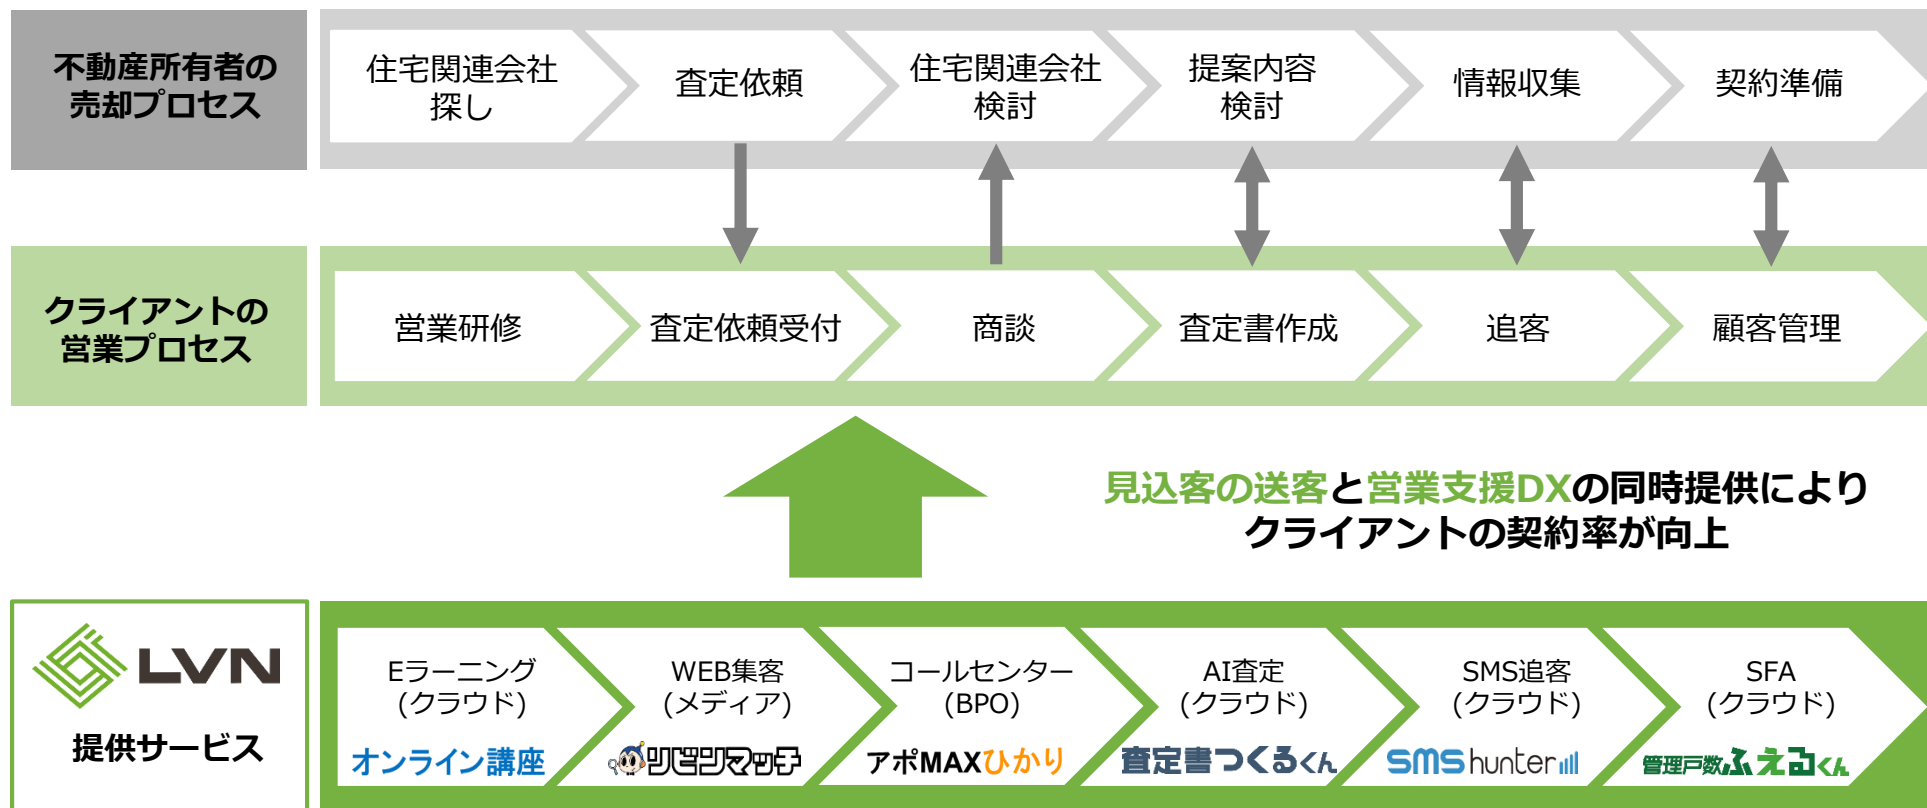 不動産所有者の
売却プロセス
住宅関連会社
探し
査定依頼
住宅関連会社
検討
提案内容
検討
情報収集
契約準備
クライアントの
営業プロセス
営業研修
査定依頼受付
商談
査定書作成
追客
顧客管理
見込客の送客と営業支援DXの同時提供により
クライアントの契約率が向上
LVN
提供サービス
Eラーニング
(クラウド)
オンライン講座
WEB集客
(メディア)
リビンマッチ
コールセンター
(BPO)
アポMAXひかり
AI査定
(クラウド)
査定書つくるくん
SMS追客
(クラウド)
SMS hunter
SFA
(クラウド)
管理戸数ふえるくん